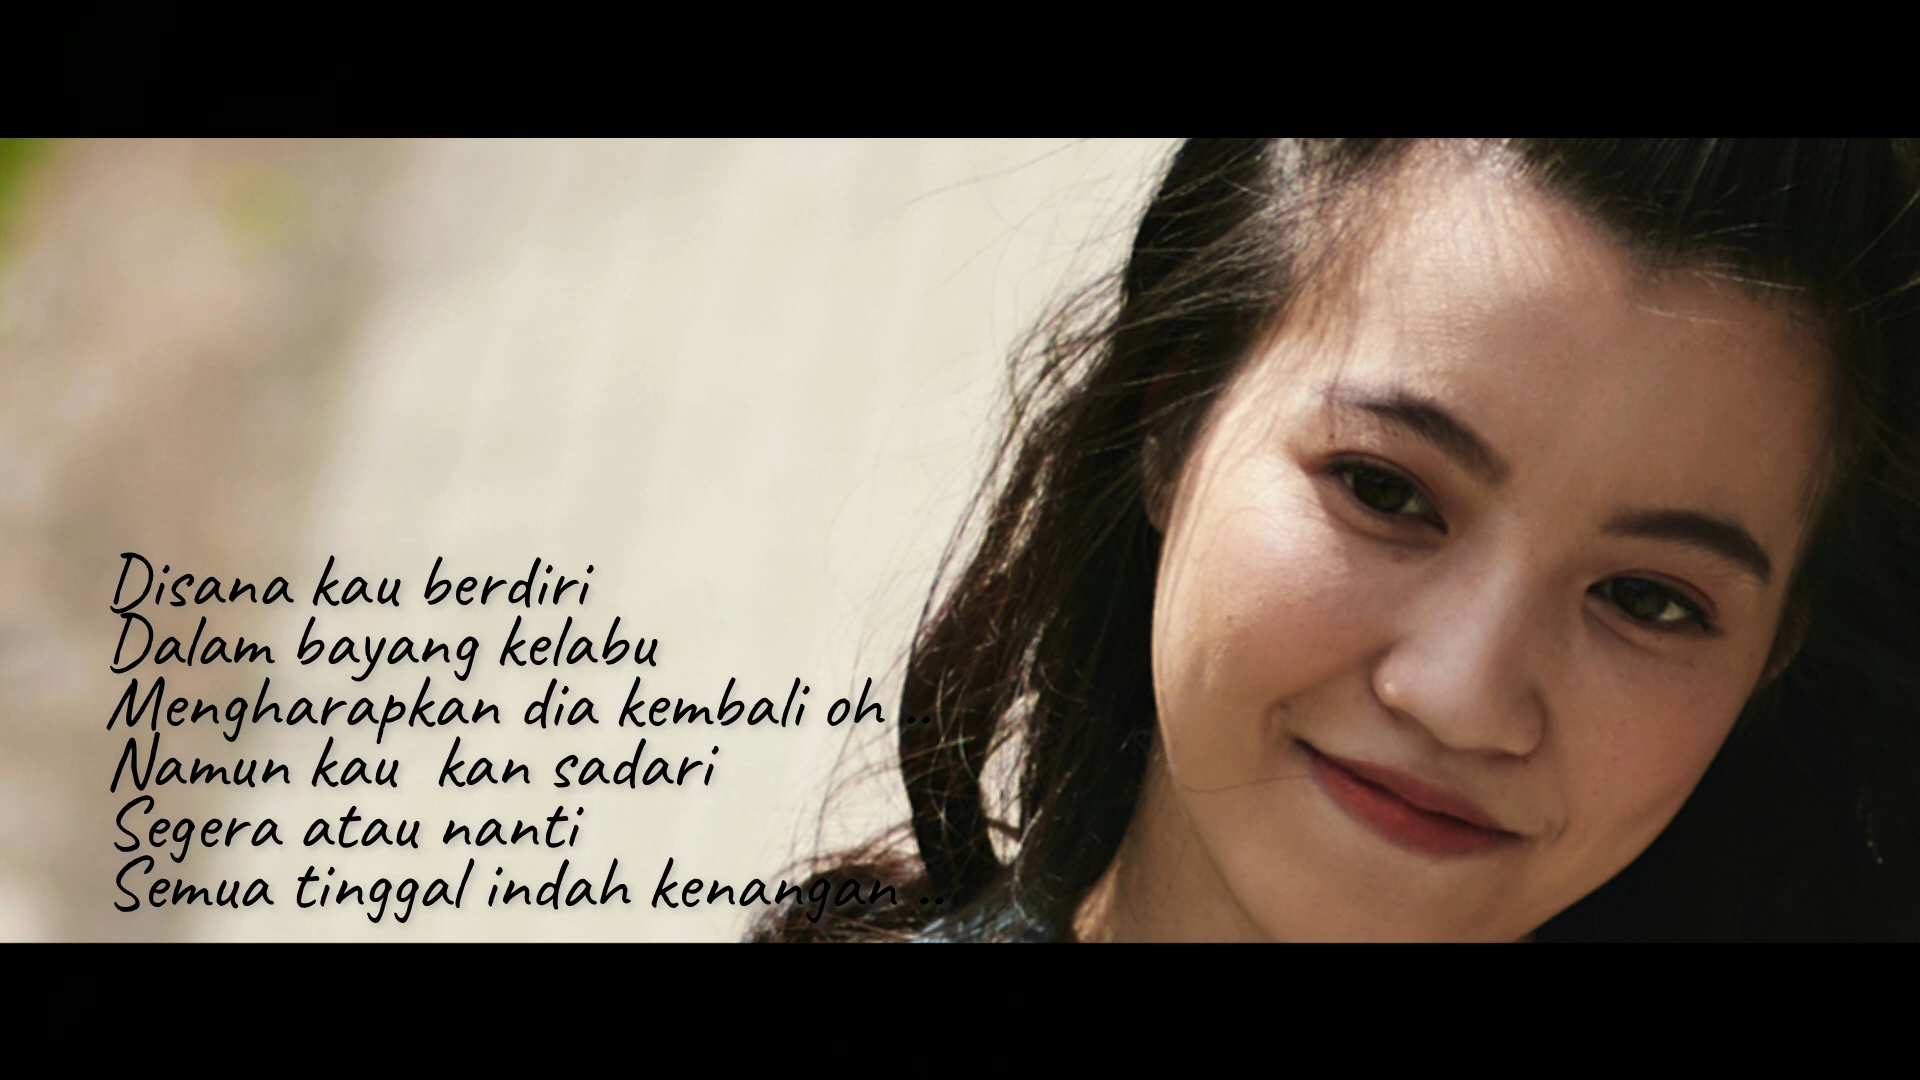 Disana kau berdiri
Dalam bayang kelabu
Mengharapkan dia kembali oh ..
Namun kau  kan sadari
Segera atau nanti
Semua tinggal indah kenangan ..